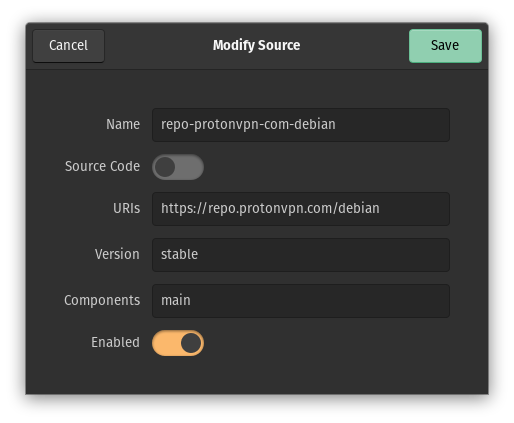 Cancel
Modify Source
Save
Name
repo-protonvpn-com-debian
Source Code
URIs
https://repo.protonvpn.com/debian
Version
stable
Components
main
Enabled